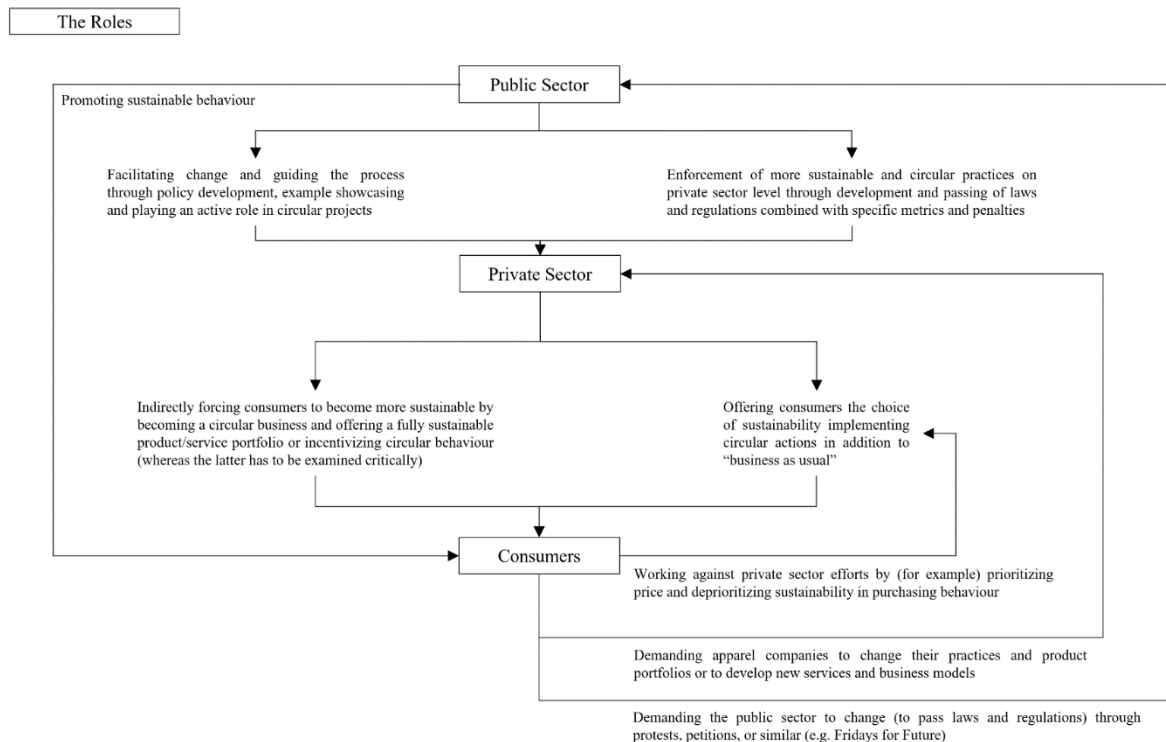 The Roles
Public Sector
Promoting sustainable behaviour
Facilitating change and guiding the process
through policy development, example showcasing
and playing an active role in circular projects
Enforcement of more sustainable and circular practices on
private sector level through development and passing of laws
and regulations combined with specific metrics and penalties
Private Sector
Indirectly forcing consumers to become more sustainable by
becoming a circular business and offering a fully sustainable
product/service portfolio or incentivizing circular behaviour
(whereas the latter has to be examined critically)
Offering consumers the choice
of sustainability implementing
circular actions in addition to
“business as usual”
Consumers
Working against private sector efforts by (for example) prioritizing
price and deprioritizing sustainability in purchasing behaviour
Demanding apparel companies to change their practices and product
portfolios or to develop new services and business models
Demanding the public sector to change (to pass laws and regulations) through
protests, petitions, or similar (e.g. Fridays for Future)